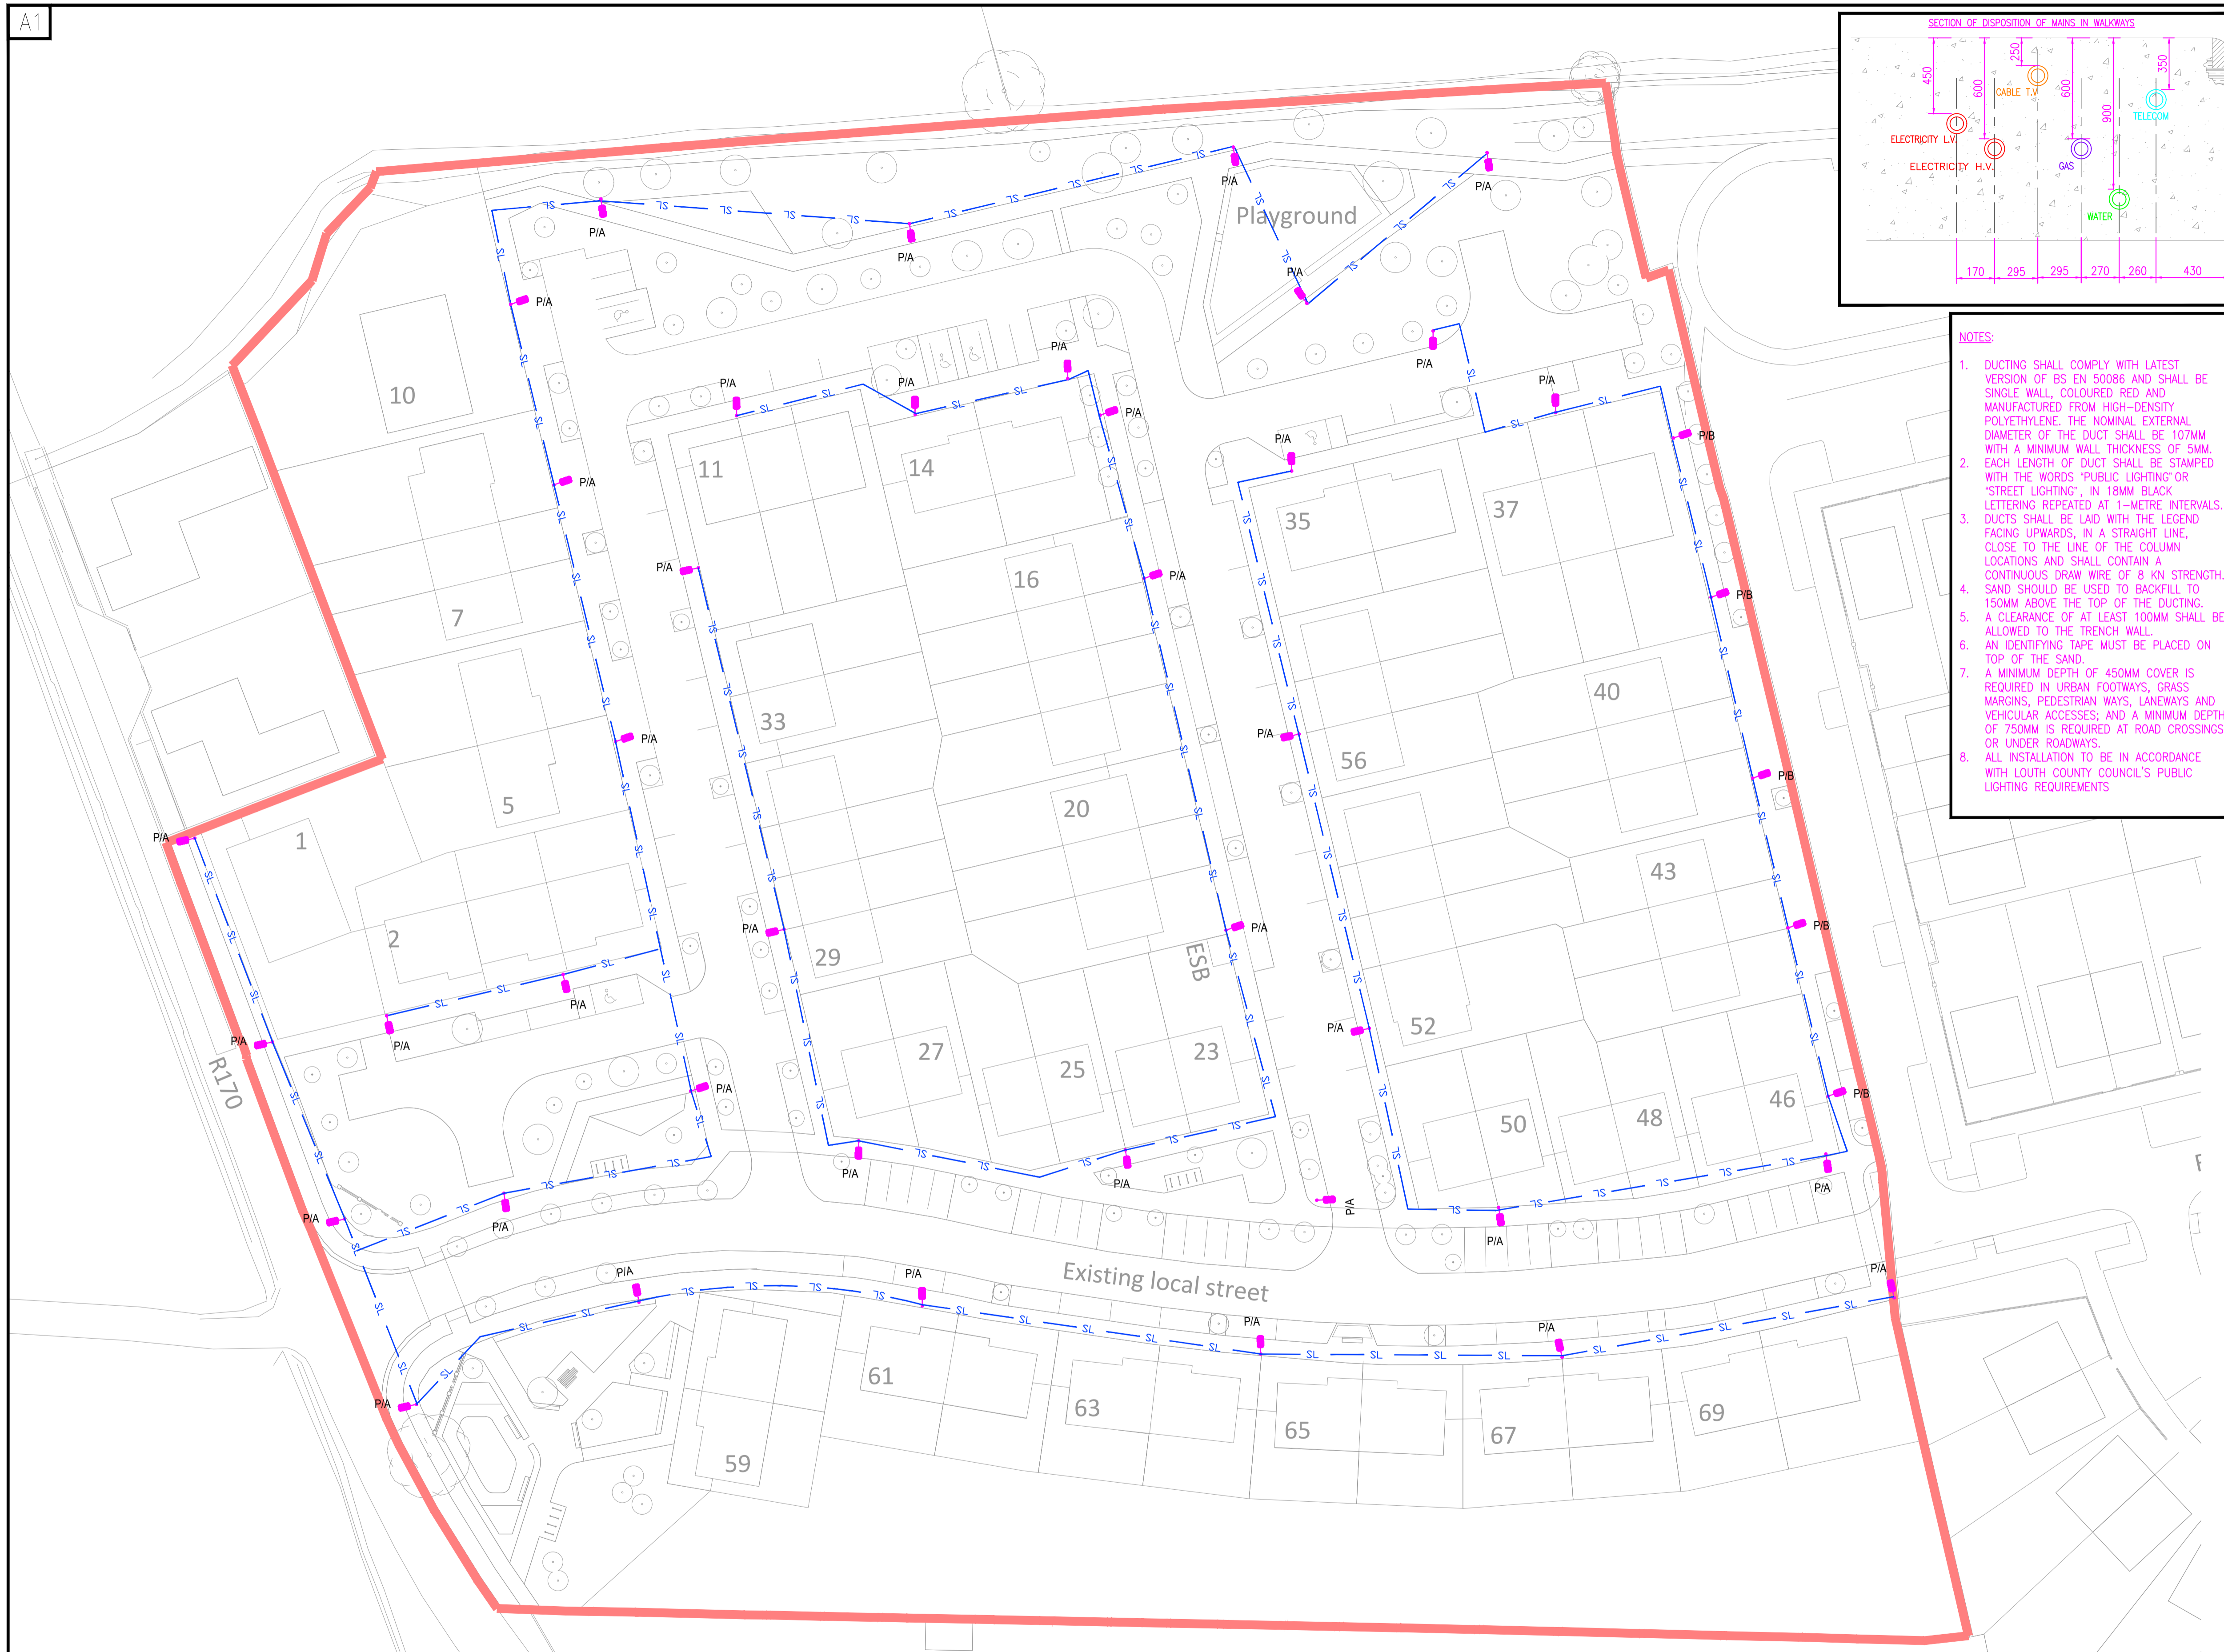 A1
SECTION OF DISPOSITION OF MAINS IN WALKWAYS
450
600
250
600
900
350
CABLE T.V
TELECOM
ELECTRICITY L.V.
ELECTRICITY H.V.
GAS
WATER
170
295
295
270
260
430
NOTES:
1. DUCTING SHALL COMPLY WITH LATEST
VERSION OF BS EN 50086 AND SHALL BE
SINGLE WALL, COLOURED RED AND
MANUFACTURED FROM HIGH-DENSITY
POLYETHYLENE. THE NOMINAL EXTERNAL
DIAMETER OF THE DUCT SHALL BE 107MM
WITH A MINIMUM WALL THICKNESS OF 5MM.
2. EACH LENGTH OF DUCT SHALL BE STAMPED
WITH THE WORDS "PUBLIC LIGHTING" OR
"STREET LIGHTING", IN 18MM BLACK
LETTERING REPEATED AT 1-METRE INTERVALS.
3. DUCTS SHALL BE LAID WITH THE LEGEND
FACING UPWARDS, IN A STRAIGHT LINE,
CLOSE TO THE LINE OF THE COLUMN
LOCATIONS AND SHALL CONTAIN A
CONTINUOUS DRAW WIRE OF 8 KN STRENGTH.
4. SAND SHOULD BE USED TO BACKFILL TO
150MM ABOVE THE TOP OF THE DUCTING.
5. A CLEARANCE OF AT LEAST 100MM SHALL BE
ALLOWED TO THE TRENCH WALL.
6. AN IDENTIFYING TAPE MUST BE PLACED ON
TOP OF THE SAND.
7. A MINIMUM DEPTH OF 450MM COVER IS
REQUIRED IN URBAN FOOTWAYS, GRASS
MARGINS, PEDESTRIAN WAYS, LANEWAYS AND
VEHICULAR ACCESSES; AND A MINIMUM DEPTH
OF 750MM IS REQUIRED AT ROAD CROSSINGS
OR UNDER ROADWAYS.
8. ALL INSTALLATION TO BE IN ACCORDANCE
WITH LOUTH COUNTY COUNCIL'S PUBLIC
LIGHTING REQUIREMENTS
Playground
10
11
14
35
37
7
16
33
40
56
5
20
1
43
2
29
ESB
52
27
25
23
50
48
46
R170
Existing local street
61
63
65
67
69
59
P/A
P/B
SL